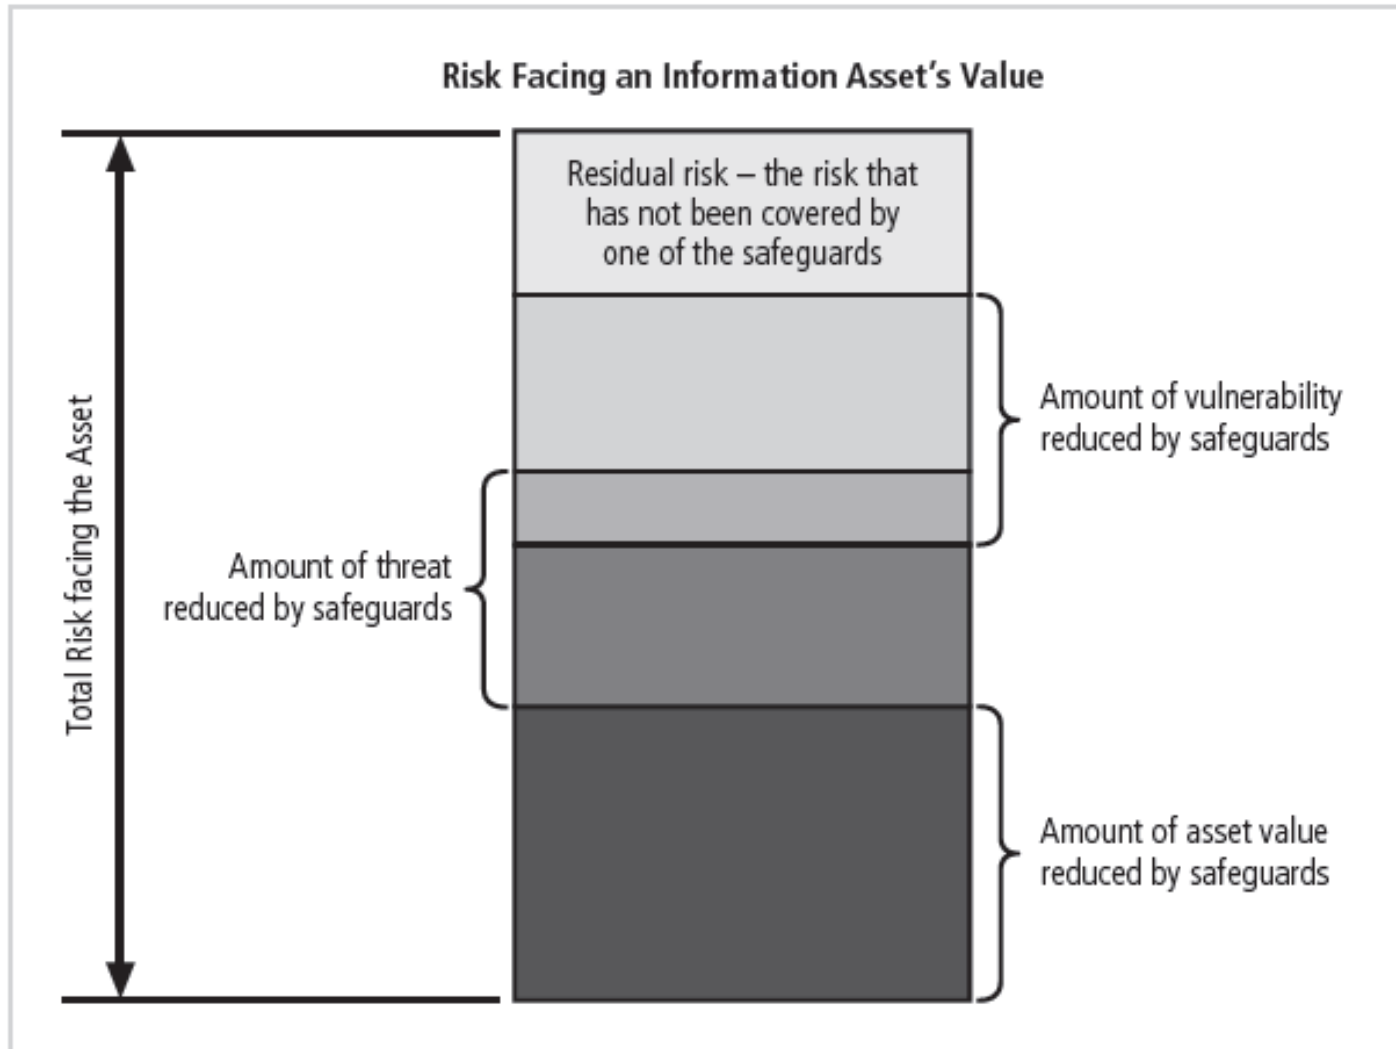 Risk Facing an Information Asset's Value
Residual risk – the risk that
has not been covered by
one of the safeguards
Total Risk facing the Asset
Amount of vulnerability
reduced by safeguards
Amount of threat
reduced by safeguards
Amount of asset value
reduced by safeguards